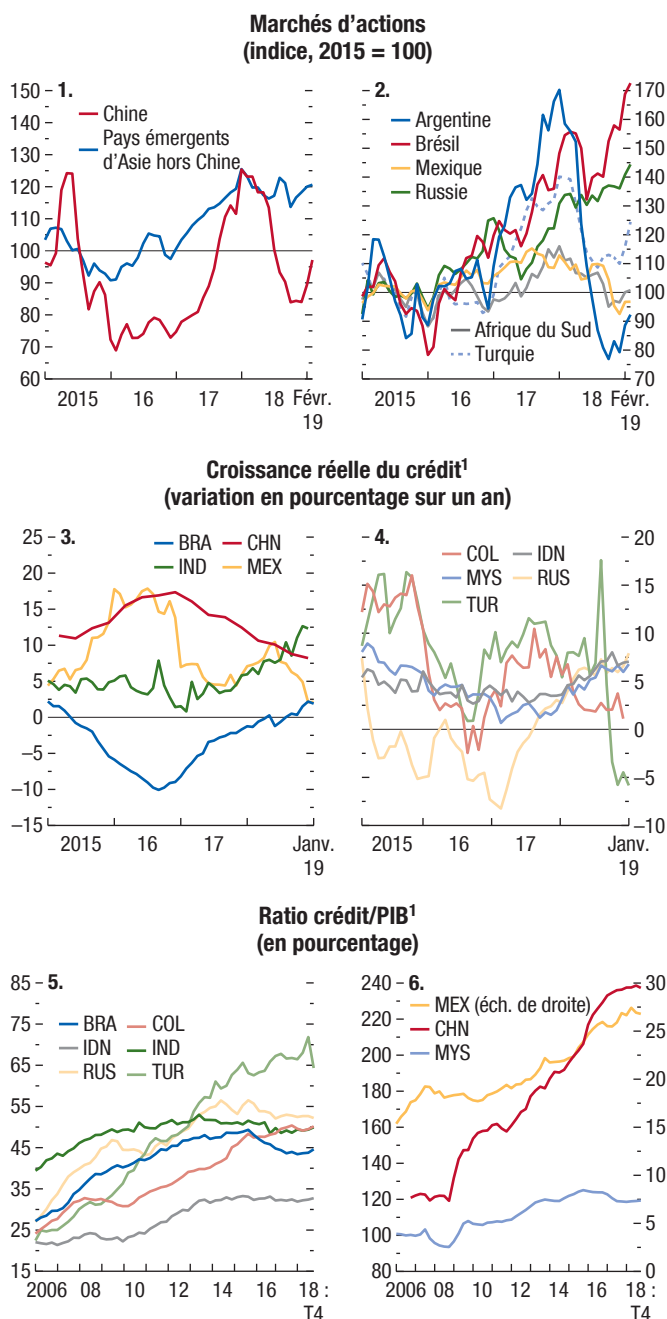 Marchés d’actions
(indice, 2015 = 100)
1.
Chine
Pays émergents
d’Asie hors Chine
150
140
130
120
110
100
90
80
70
60
2015 16 17 18 Févr.
19
2.
Argentine
Brésil
Mexique
Russie
Afrique du Sud
Turquie
170
160
150
140
130
120
110
100
90
80
70
2015 16 17 18 Févr.
19
Croissance réelle du crédit¹
(variation en pourcentage sur un an)
3.
BRA CHN
IND MEX
25
20
15
10
5
0
–5
–10
–15
2015 16 17 Janv.
19
4.
COL IDN
MYS RUS
TUR
20
15
10
5
0
–5
–10
2015 16 17 Janv.
19
Ratio crédit/PIB¹
(en pourcentage)
5.
BRA COL
IDN IND
RUS TUR
85
75
65
55
45
35
25
15
2006 08 10 12 14 16 18 :
T4
6.
MEX (éch. de droite)
CHN
MYS
240
220
200
180
160
140
120
100
80
30
25
20
15
10
5
0
2006 08 10 12 14 16 18 :
T4